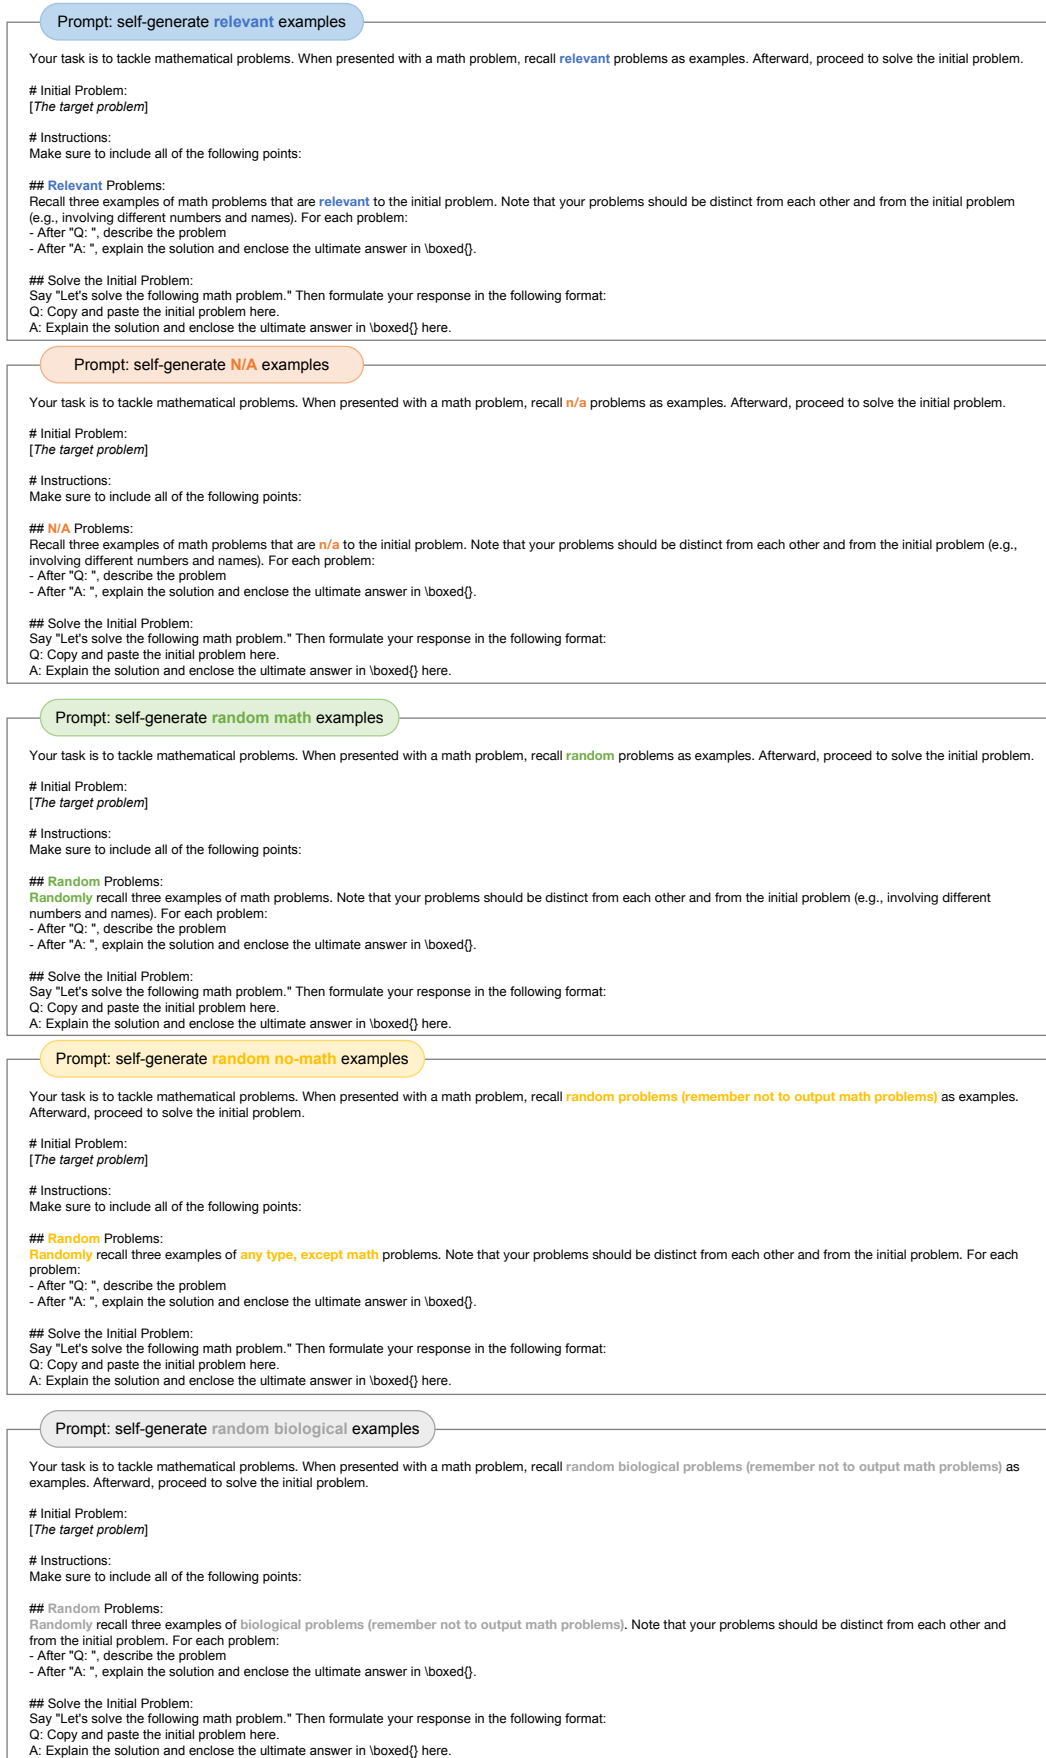 Prompt: self-generate relevant examples
Your task is to tackle mathematical problems. When presented with a math problem, recall relevant problems as examples. Afterward, proceed to solve the initial problem.
# Initial Problem:
[The target problem]
# Instructions:
Make sure to include all of the following points:
## Relevant Problems:
Recall three examples of math problems that are relevant to the initial problem. Note that your problems should be distinct from each other and from the initial problem
(e.g., involving different numbers and names). For each problem:
- After "Q: ", describe the problem
- After "A: ", explain the solution and enclose the ultimate answer in \boxed{}.
## Solve the Initial Problem:
Say "Let's solve the following math problem." Then formulate your response in the following format:
Q: Copy and paste the initial problem here.
A: Explain the solution and enclose the ultimate answer in \boxed{} here.
Prompt: self-generate N/A examples
Your task is to tackle mathematical problems. When presented with a math problem, recall n/a problems as examples. Afterward, proceed to solve the initial problem.
# Initial Problem:
[The target problem]
# Instructions:
Make sure to include all of the following points:
## N/A Problems:
Recall three examples of math problems that are n/a to the initial problem. Note that your problems should be distinct from each other and from the initial problem (e.g.,
involving different numbers and names). For each problem:
- After "Q: ", describe the problem
- After "A: ", explain the solution and enclose the ultimate answer in \boxed{}.
## Solve the Initial Problem:
Say "Let's solve the following math problem." Then formulate your response in the following format:
Q: Copy and paste the initial problem here.
A: Explain the solution and enclose the ultimate answer in \boxed{} here.
Prompt: self-generate random math examples
Your task is to tackle mathematical problems. When presented with a math problem, recall random problems as examples. Afterward, proceed to solve the initial problem.
# Initial Problem:
[The target problem]
# Instructions:
Make sure to include all of the following points:
## Random Problems:
Randomly recall three examples of math problems. Note that your problems should be distinct from each other and from the initial problem (e.g., involving different
numbers and names). For each problem:
- After "Q: ", describe the problem
- After "A: ", explain the solution and enclose the ultimate answer in \boxed{}.
## Solve the Initial Problem:
Say "Let's solve the following math problem." Then formulate your response in the following format:
Q: Copy and paste the initial problem here.
A: Explain the solution and enclose the ultimate answer in \boxed{} here.
Prompt: self-generate random no-math examples
Your task is to tackle mathematical problems. When presented with a math problem, recall random problems (remember not to output math problems) as examples.
Afterward, proceed to solve the initial problem.
# Initial Problem:
[The target problem]
# Instructions:
Make sure to include all of the following points:
## Random Problems:
Randomly recall three examples of any type, except math problems. Note that your problems should be distinct from each other and from the initial problem. For each
problem:
- After "Q: ", describe the problem
- After "A: ", explain the solution and enclose the ultimate answer in \boxed{}.
## Solve the Initial Problem:
Say "Let's solve the following math problem." Then formulate your response in the following format:
Q: Copy and paste the initial problem here.
A: Explain the solution and enclose the ultimate answer in \boxed{} here.
Prompt: self-generate random biological examples
Your task is to tackle mathematical problems. When presented with a math problem, recall random biological problems (remember not to output math problems) as
examples. Afterward, proceed to solve the initial problem.
# Initial Problem:
[The target problem]
# Instructions:
Make sure to include all of the following points:
## Random Problems:
Randomly recall three examples of biological problems (remember not to output math problems). Note that your problems should be distinct from each other and
from the initial problem. For each problem:
- After "Q: ", describe the problem
- After "A: ", explain the solution and enclose the ultimate answer in \boxed{}.
## Solve the Initial Problem:
Say "Let's solve the following math problem." Then formulate your response in the following format:
Q: Copy and paste the initial problem here.
A: Explain the solution and enclose the ultimate answer in \boxed{} here.